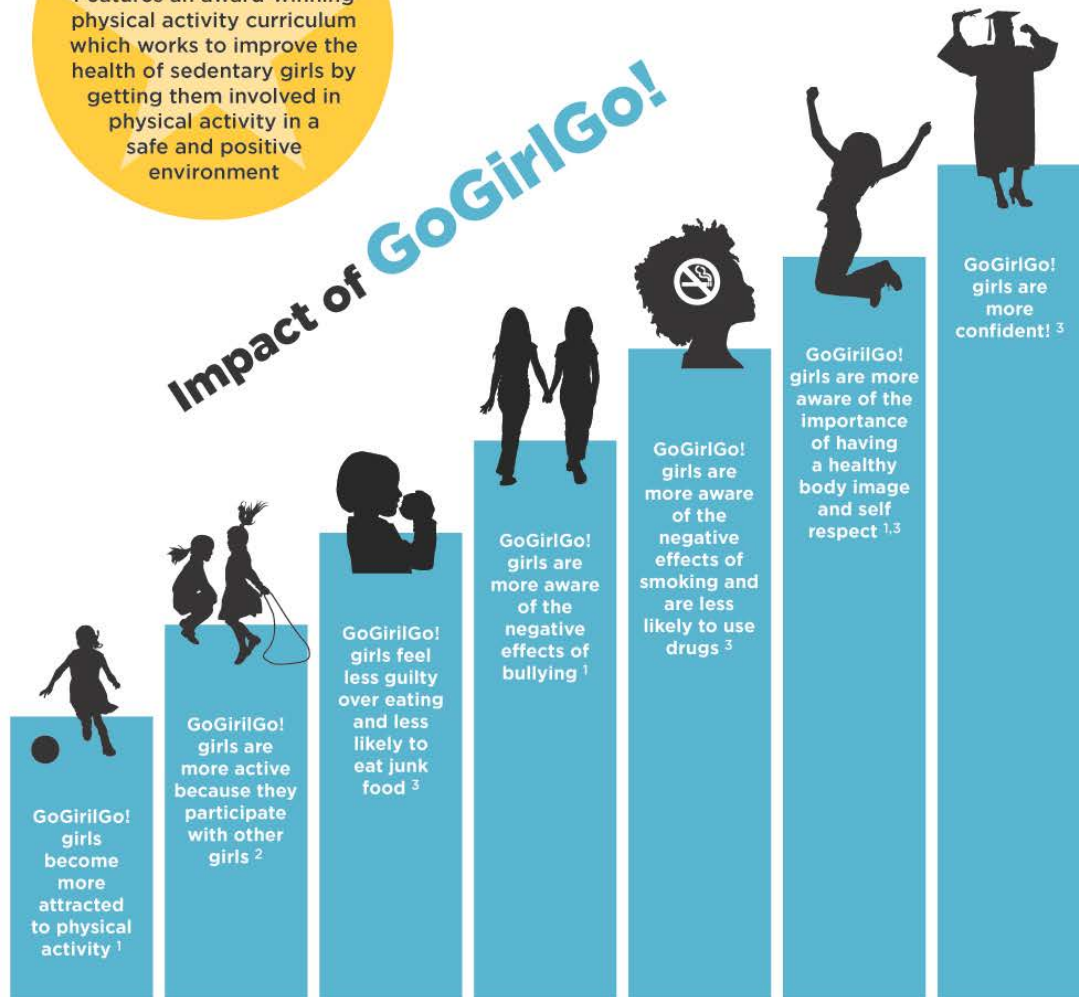 Features an award-winning
physical activity curriculum
which works to improve the
health of sedentary girls by
getting them involved in
physical activity in a
safe and positive
environment
Impact of GoGirlGo!
GoGirilGo!
girls
become
more
attracted
to physical
activity 1
GoGirilGo!
girls are
more active
because they
participate
with other
girls 2
GoGirilGo!
girls feel
less guilty
over eating
and less
likely to
eat junk
food 3
GoGirlGo!
girls are
more aware
of the
negative
effects of
bullying 1
GoGirlGo!
girls are
more aware
of the
negative
effects of
smoking and
are less
likely to use
drugs 3
GoGirilGo!
girls are more
aware of the
importance
of having
a healthy
body image
and self
respect 1,3
GoGirlGo!
girls are
more
confident! 3